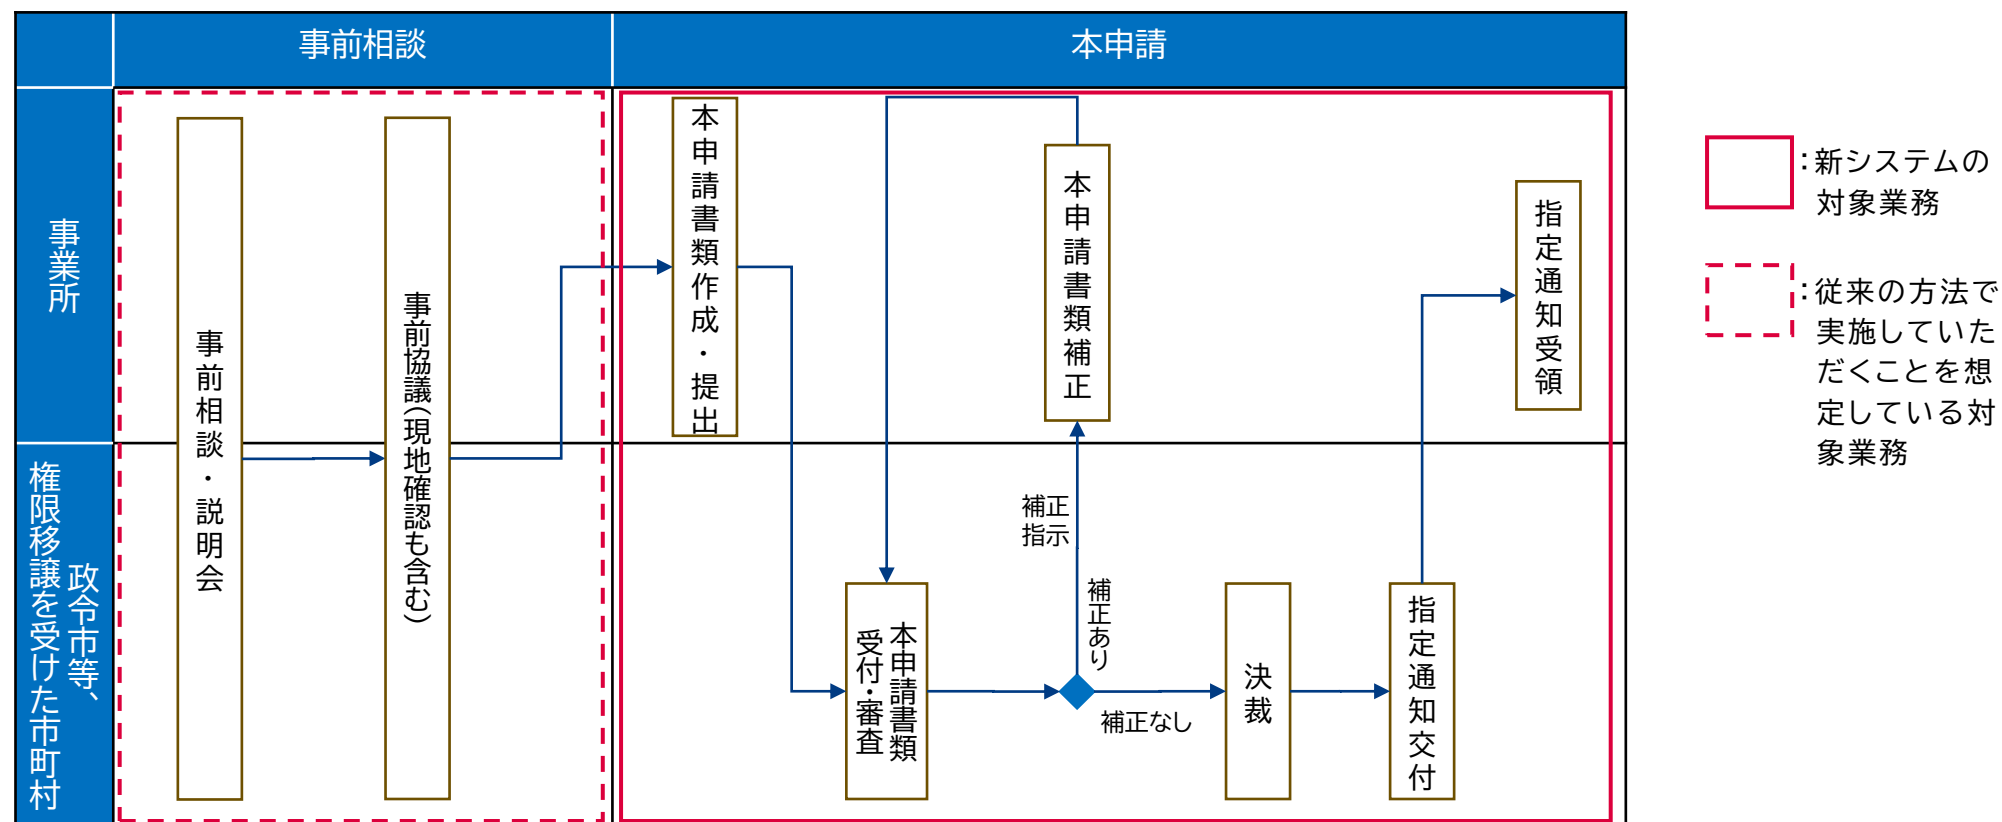 事前相談
本申請
事業所
政令市等、
権限移譲を受けた市町村
事前相談・説明会
事前協議(現地確認も含む)
本申請書類作成・提出
本申請書類
受付・審査
補正
指示
補正あり
補正なし
本申請書類補正
決裁
指定通知交付
指定通知受領
:新システムの
対象業務
:従来の方法で
実施していた
だくことを想
定している対
象業務